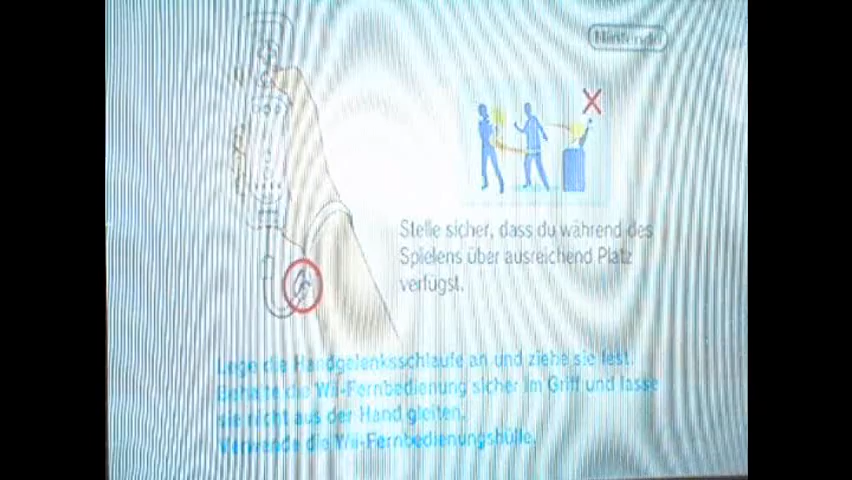 Nintendo
Stelle sicher, dass du während des
Spielens über ausreichend Platz
verfügst.
Lege die Handgelenksschlaufe an und ziehe sie fest.
Behalte die Wii-Fernbedienung sicher im Griff und lasse
sie nicht aus der Hand gleiten.
Verwende die Wii-Fernbedienungshülle.